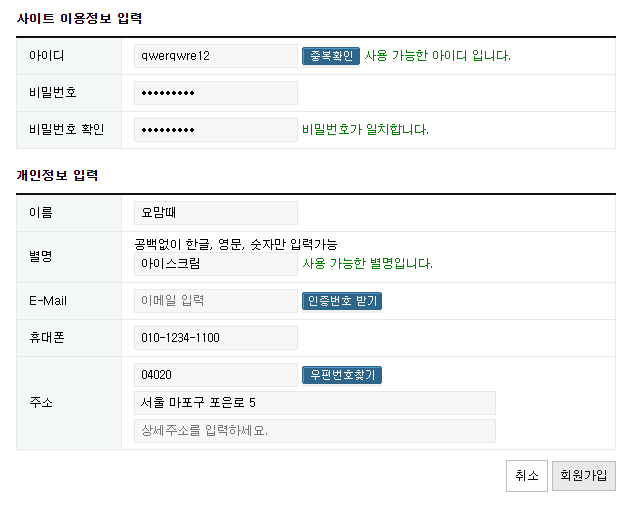 사이트 이용정보 입력
아이디 qwerqwre12 중복확인 사용 가능한 아이디 입니다.
비밀번호 •••••••••
비밀번호 확인 ••••••••• 비밀번호가 일치합니다.
개인정보 입력
이름 요맘때
공백없이 한글, 영문, 숫자만 입력가능
별명 아이스크럼 사용 가능한 별명입니다.
E-Mail 이메일 입력 인증번호 받기
휴대폰 010-1234-1100
04020 우편번호찾기
주소 서울 마포구 포은로 5
상세주소를 입력하세요.
취소 회원가입